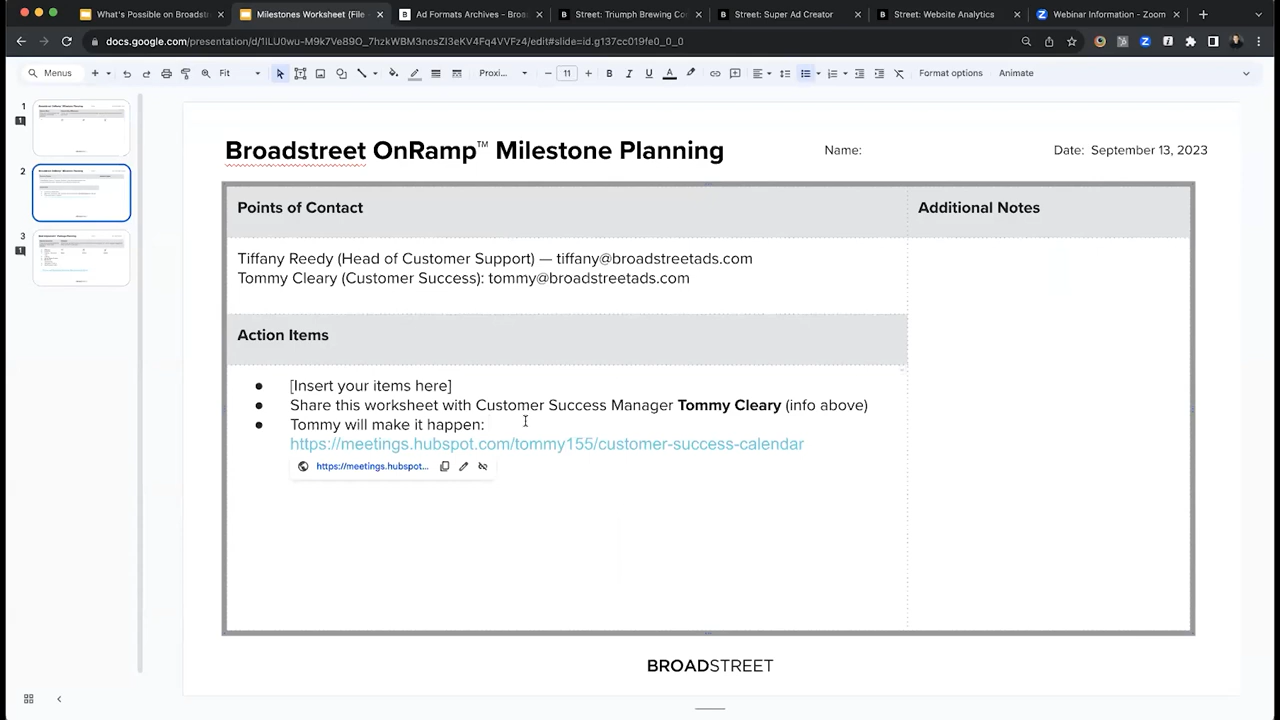 What's Possible on Broadst
Milestones Worksheet (File -
Ad Formats Archives - Broa
Street: Triumph Brewing Co
Street: Super Ad Creator
Street: Website Analytics
Webinar Information - Zoom
docs.google.com/presentation/d/1lLU0wu-M9k7Ve89O_7hzkWBM3nosZI3eKV4Fq4VVFz4/edit#slide=id.g137cc019fe0_0_0
Menus
Fit
Proxi...
11
Format options
Animate
1
1
2
3
1
Broadstreet OnRamp™ Milestone Planning
Name:
Date: September 13, 2023
Points of Contact
Additional Notes
Tiffany Reedy (Head of Customer Support) — tiffany@broadstreetads.com
Tommy Cleary (Customer Success): tommy@broadstreetads.com
Action Items
● [Insert your items here]
● Share this worksheet with Customer Success Manager Tommy Cleary (info above)
● Tommy will make it happen:
https://meetings.hubspot.com/tommy155/customer-success-calendar
https://meetings.hubspot...
BROADSTREET